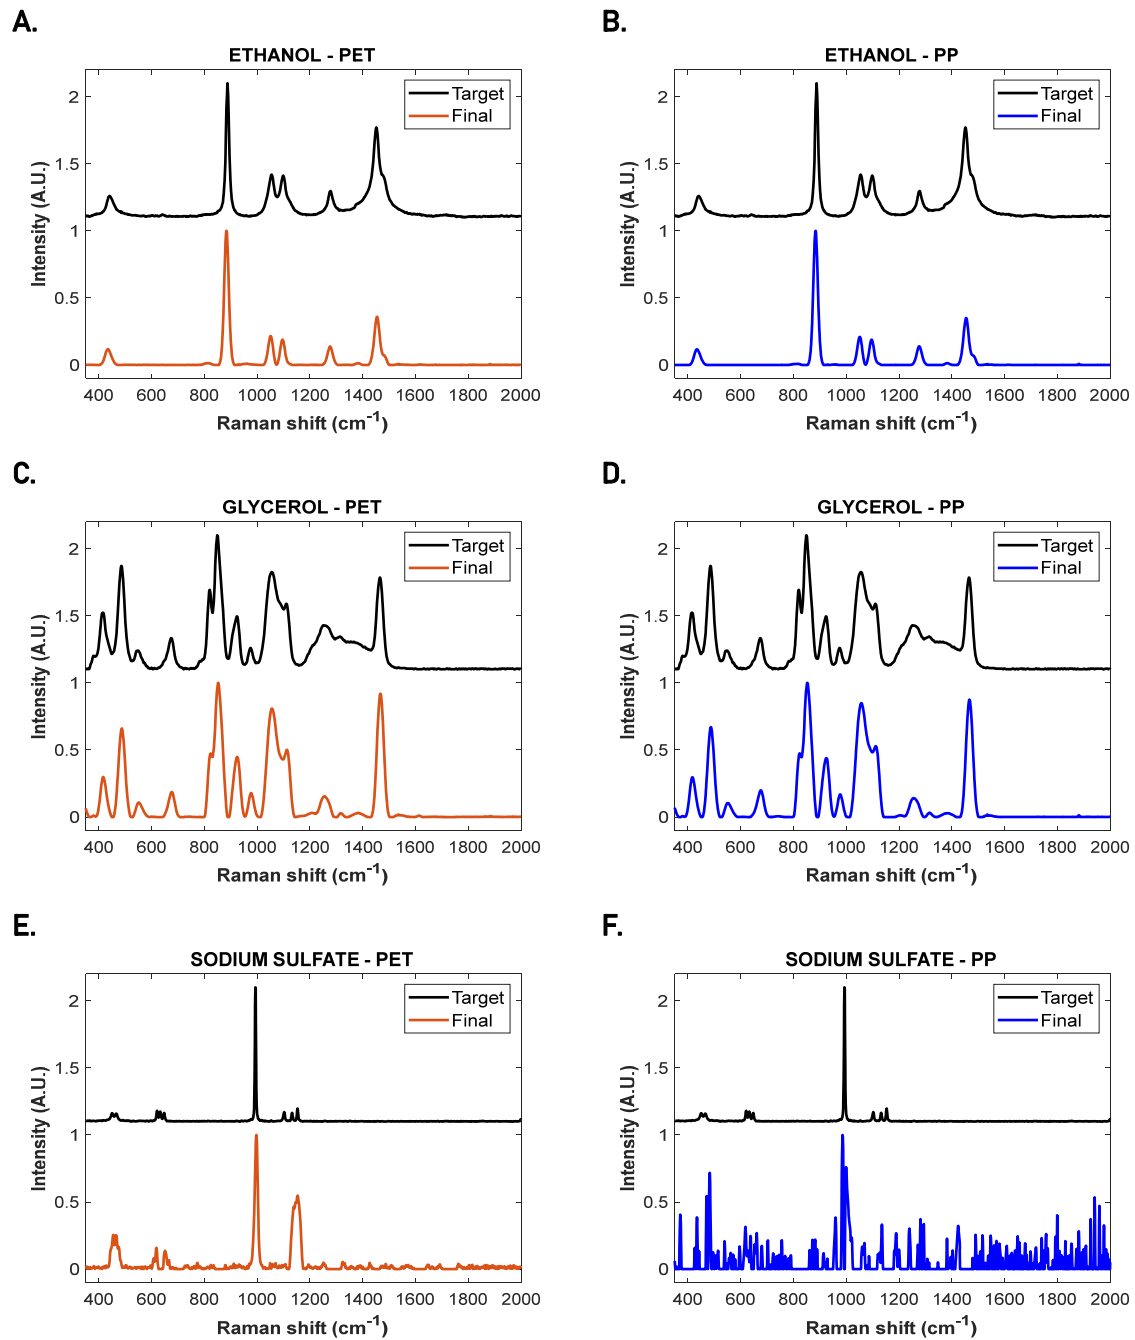 A.
ETHANOL - PET
Intensity (A.U.)
2
1.5
1
0.5
0
Target
Final
400 600 800 1000 1200 1400 1600 1800 2000
Raman shift (cm⁻¹)
B.
ETHANOL - PP
Intensity (A.U.)
2
1.5
1
0.5
0
Target
Final
400 600 800 1000 1200 1400 1600 1800 2000
Raman shift (cm⁻¹)
C.
GLYCEROL - PET
Intensity (A.U.)
2
1.5
1
0.5
0
Target
Final
400 600 800 1000 1200 1400 1600 1800 2000
Raman shift (cm⁻¹)
D.
GLYCEROL - PP
Intensity (A.U.)
2
1.5
1
0.5
0
Target
Final
400 600 800 1000 1200 1400 1600 1800 2000
Raman shift (cm⁻¹)
E.
SODIUM SULFATE - PET
Intensity (A.U.)
2
1.5
1
0.5
0
Target
Final
400 600 800 1000 1200 1400 1600 1800 2000
Raman shift (cm⁻¹)
F.
SODIUM SULFATE - PP
Intensity (A.U.)
2
1.5
1
0.5
0
Target
Final
400 600 800 1000 1200 1400 1600 1800 2000
Raman shift (cm⁻¹)